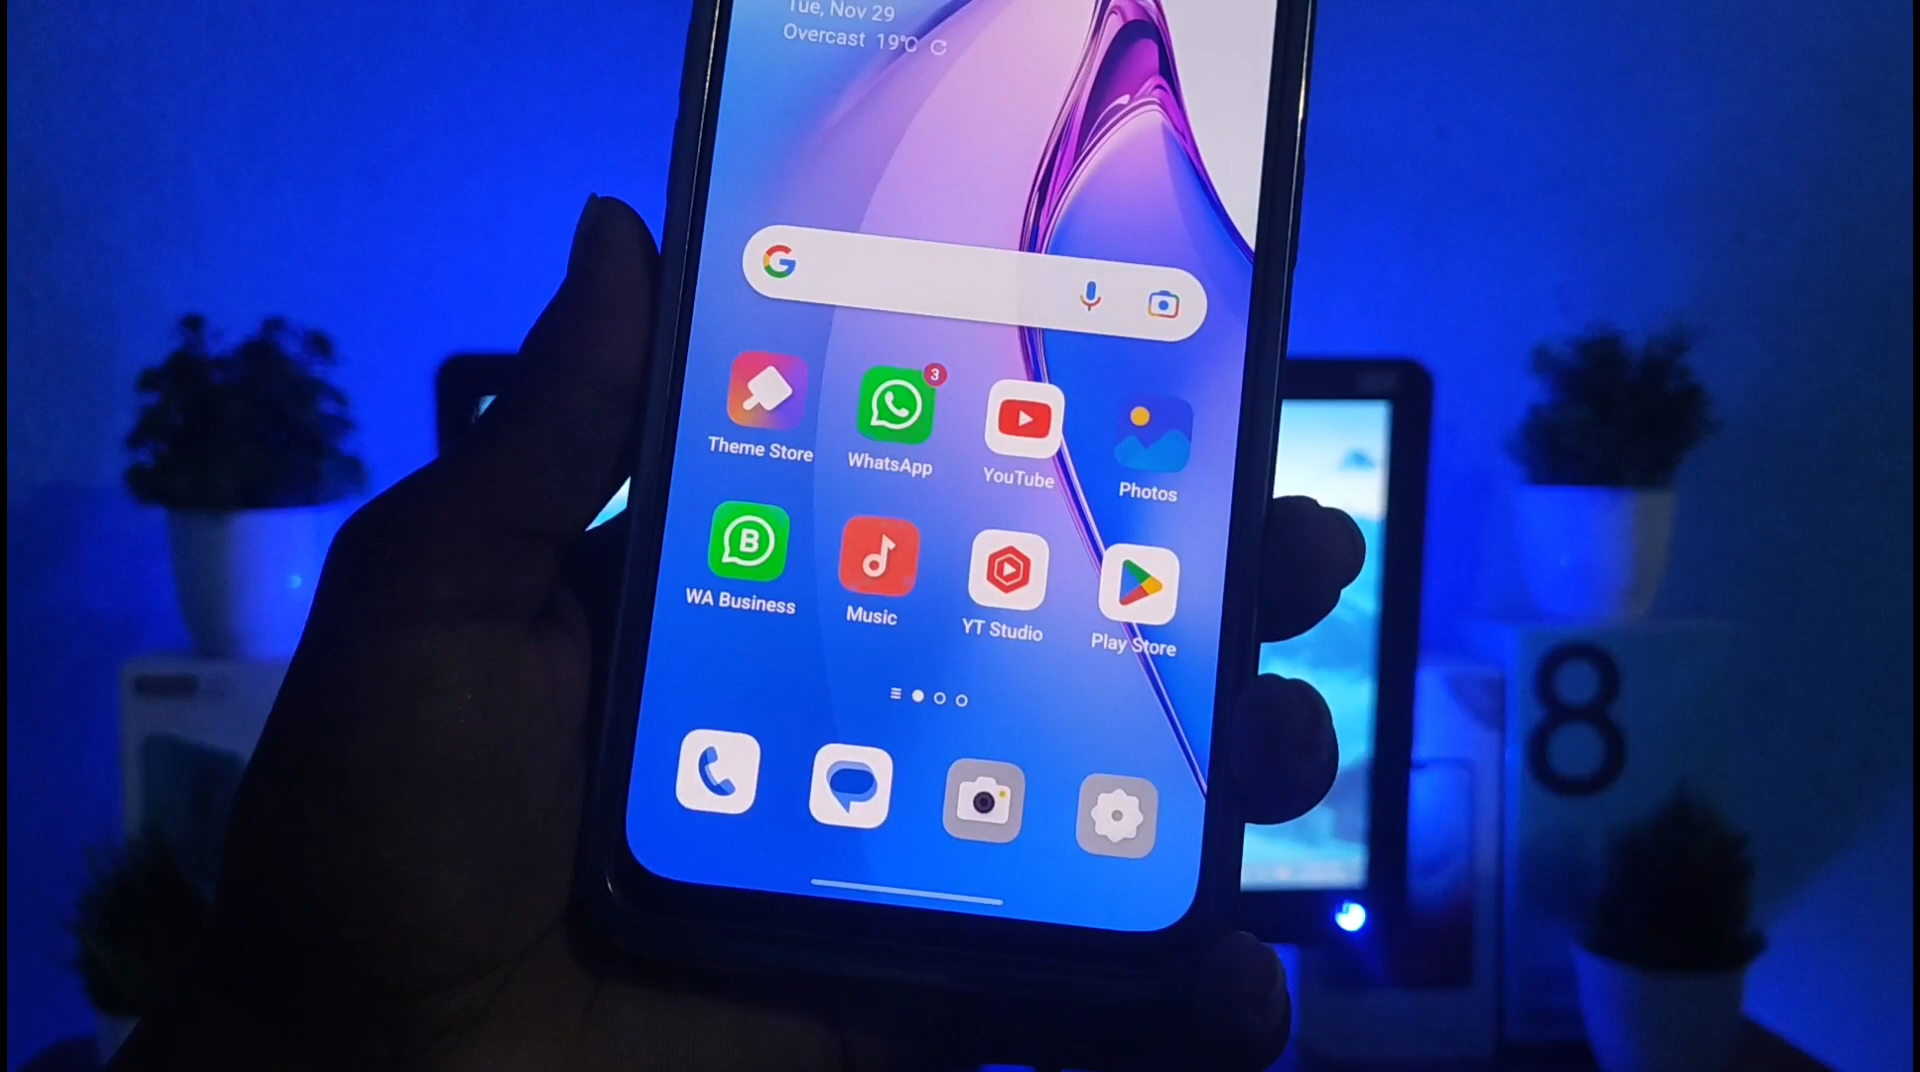 Tue, Nov 29
Overcast 19°C
G
3
Theme Store
WhatsApp
YouTube
Photos
B
WA Business
Music
YT Studio
Play Store
8